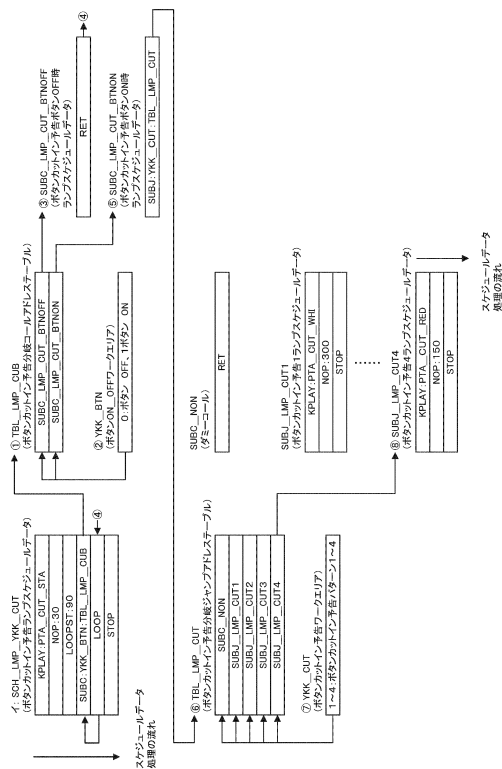 イ: SCH_LMP_YKK_CUT
(ボタンカットイン予告ランプスケジュールデータ)
KPLAY:PTA_CUT_STA
NOP:30
LOOPST:90
SUBC:YKK_BTN:TBL_LMP_CUB
LOOP
STOP
④
スケジュールデータ
処理の流れ
① TBL_LMP_CUB
(ボタンカットイン予告分岐コールアドレステーブル)
SUBC_LMP_CUT_BTNOFF
SUBC_LMP_CUT_BTNON
② YKK_BTN
(ボタンON_OFFワークエリア)
0:ボタン OFF、1ボタン ON
③ SUBC_LMP_CUT_BTNOFF
(ボタンカットイン予告ボタンOFF時
ランプスケジュールデータ)
RET
④
⑤ SUBC_LMP_CUT_BTNON
(ボタンカットイン予告ボタンON時
ランプスケジュールデータ)
SUBJ:YKK_CUT:TBL_LMP_CUT
⑥ TBL_LMP_CUT
(ボタンカットイン予告分岐ジャンプアドレステーブル)
SUBC_NON
SUBJ_LMP_CUT1
SUBJ_LMP_CUT2
SUBJ_LMP_CUT3
SUBJ_LMP_CUT4
⑦ YKK_CUT
(ボタンカットイン予告ワークエリア)
1~4:ボタンカットイン予告パターン1~4
SUBC_NON
(ダミーコール)
RET
SUBJ_LMP_CUT1
(ボタンカットイン予告1ランプスケジュールデータ)
KPLAY:PTA_CUT_WHI
NOP:300
STOP
……
⑧ SUBJ_LMP_CUT4
(ボタンカットイン予告4ランプスケジュールデータ)
KPLAY:PTA_CUT_RED
NOP:150
STOP
スケジュールデータ
処理の流れ